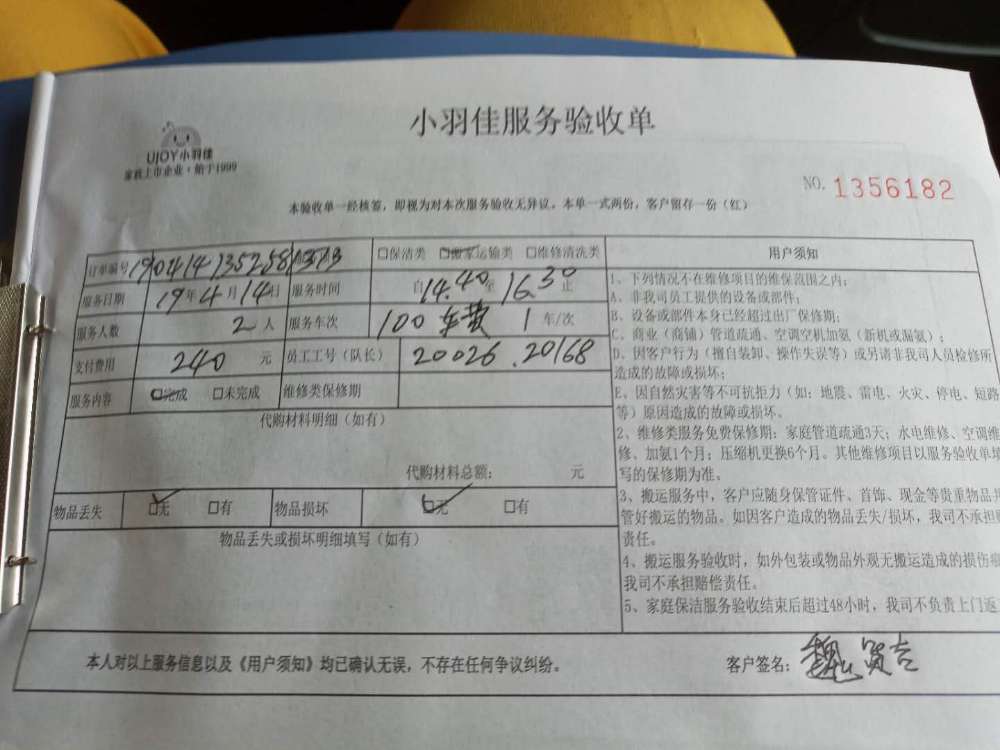 小羽佳服务验收单
UJOY小羽佳
家政上市企业·始于1999
NO. 1356182
本验收单一经核签，即视为对本次服务验收无异议。本单一式两份，客户留存一份（红）
订单编号 190414135258 □保洁类 □搬家运输类 □维修清洗类
服务日期 19年4月14日 服务时间 自14.40至16.30止
服务人数 2人 服务车次 100车费 1车/次
支付费用 240元 员工工号（队长） 20026.20168
服务内容 □完成 □未完成 维修类保修期
代购材料明细（如有）
代购材料总额： 元
物品丢失 □无 □有 物品损坏 □无 □有
物品丢失或损坏明细填写（如有）
用户须知
1、下列情况不在维修项目的维保范围之内：
A、非我司员工提供的设备或部件；
B、设备或部件本身已经超过出厂保修期；
C、商业（商铺）管道疏通、空调空机加氨（新机或漏氨）；
D、因客户行为（擅自装卸、操作失误等）或另请非我司人员检修所
造成的故障或损坏；
E、因自然灾害等不可抗拒力（如：地震、雷电、火灾、停电、短路
等）原因造成的故障或损坏。
2、维修类服务免费保修期：家庭管道疏通3天；水电维修、空调维
修、加氨1个月；压缩机更换6个月。其他维修项目以服务验收单填
写的保修期为准。
3、搬运服务中，客户应随身保管证件、首饰、现金等贵重物品并
管好搬运的物品。如因客户造成的物品丢失/损坏，我司不承担赔
责任。
4、搬运服务验收时，如外包装或物品外观无搬运造成的损伤痕
我司不承担赔偿责任。
5、家庭保洁服务验收结束后超过48小时，我司不负责上门返
本人对以上服务信息以及《用户须知》均已确认无误，不存在任何争议纠纷。
客户签名：魏贤吉